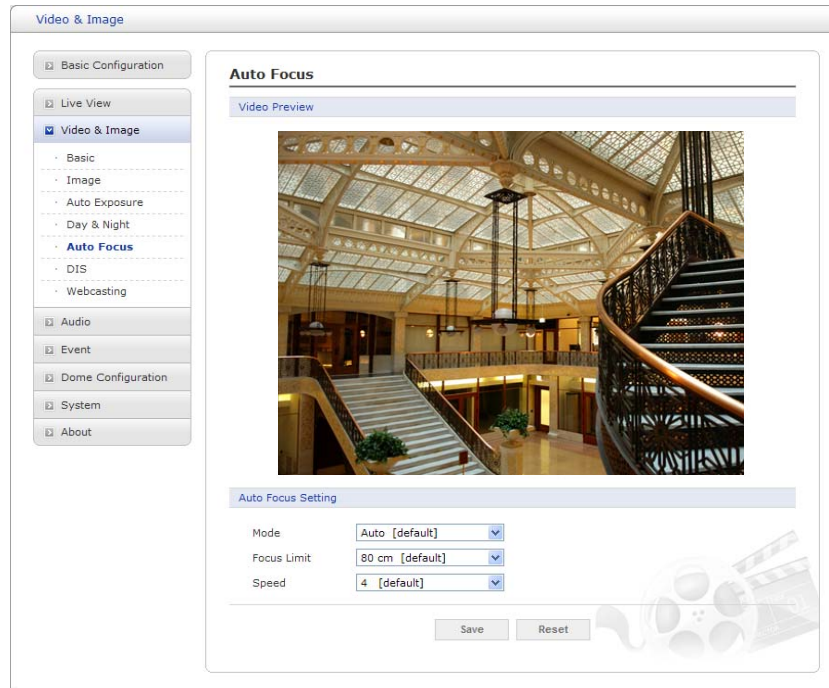 Video & Image
Basic Configuration
Live View
Video & Image
Basic
Image
Auto Exposure
Day & Night
Auto Focus
DIS
Webcasting
Audio
Event
Dome Configuration
System
About
Auto Focus
Video Preview
Auto Focus Setting
Mode Auto [default]
Focus Limit 80 cm [default]
Speed 4 [default]
Save Reset